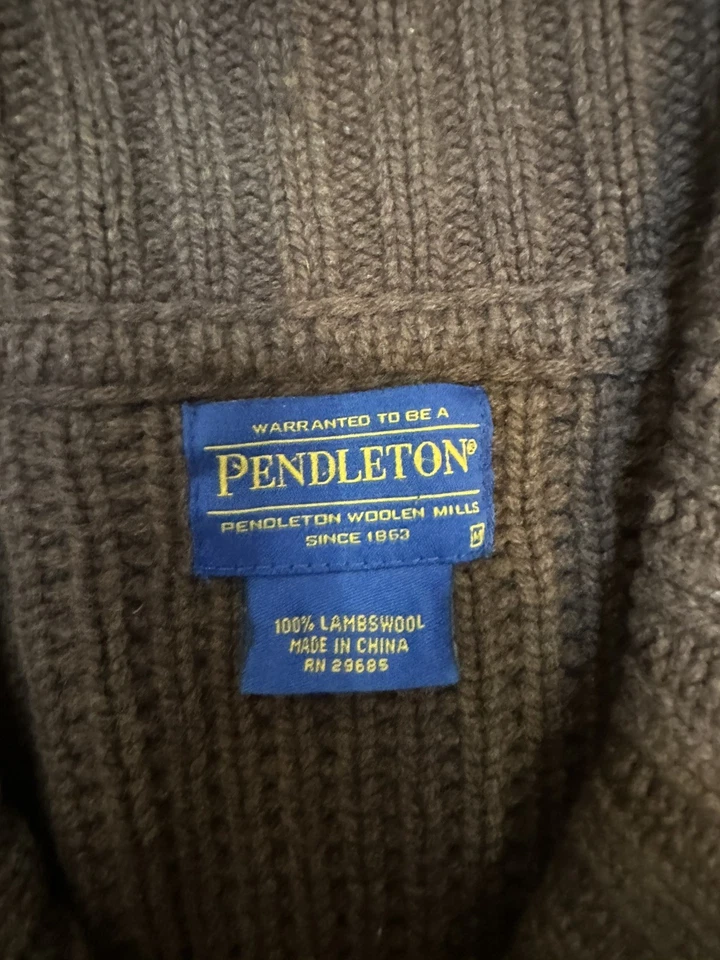 WARRANTED TO BE A
PENDLETON®
PENDLETON WOOLEN MILLS
SINCE 1863
M
100% LAMBSWOOL
MADE IN CHINA
RN 29685